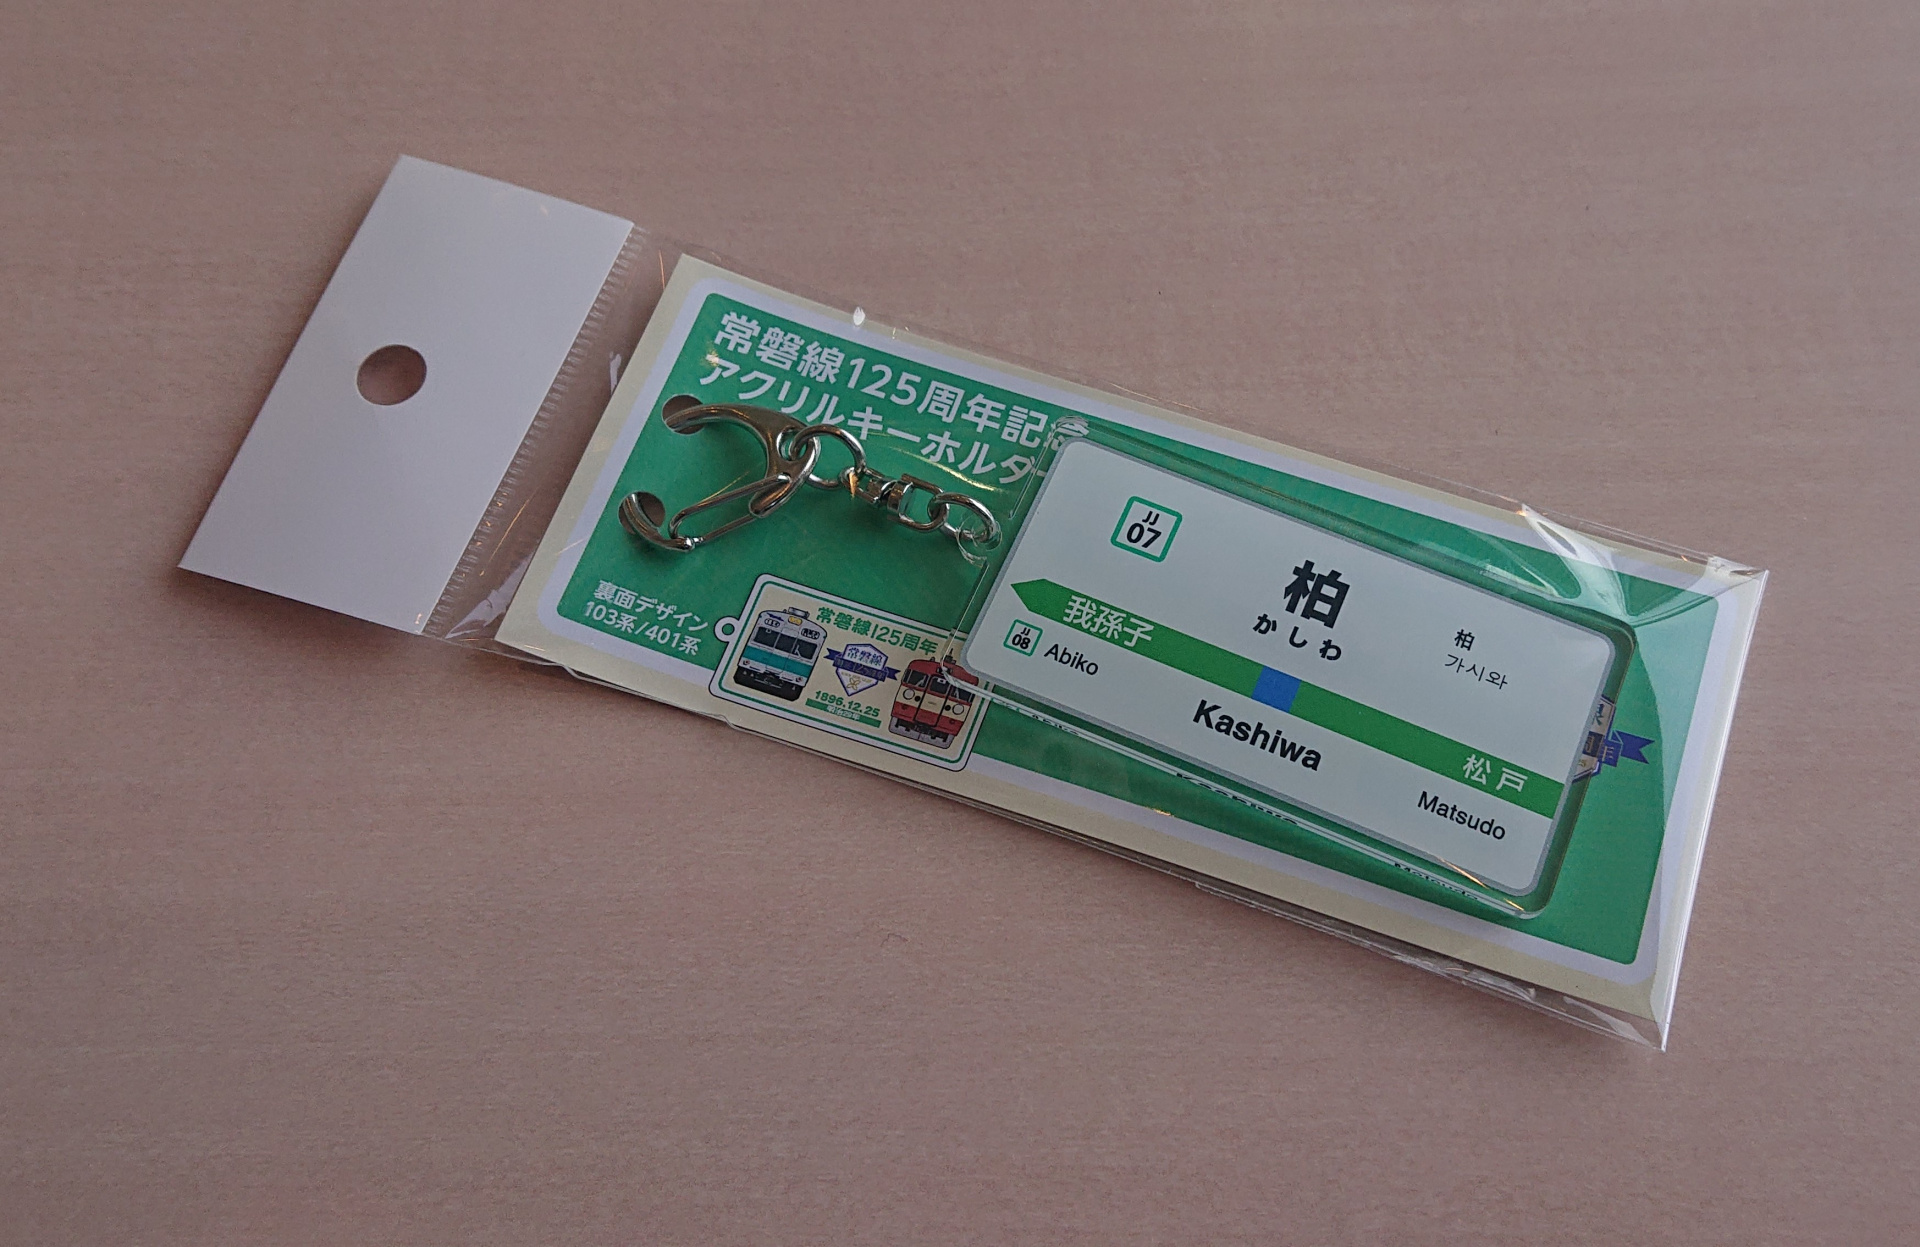 常磐線125周年記念
アクリルキーホルダー
裏面デザイン
103系/401系
常磐線125周年
常磐線
1896.12.25
JJ
07
柏
かしわ
柏
가시와
我孫子
JJ
08
Abiko
Kashiwa
松戸
Matsudo